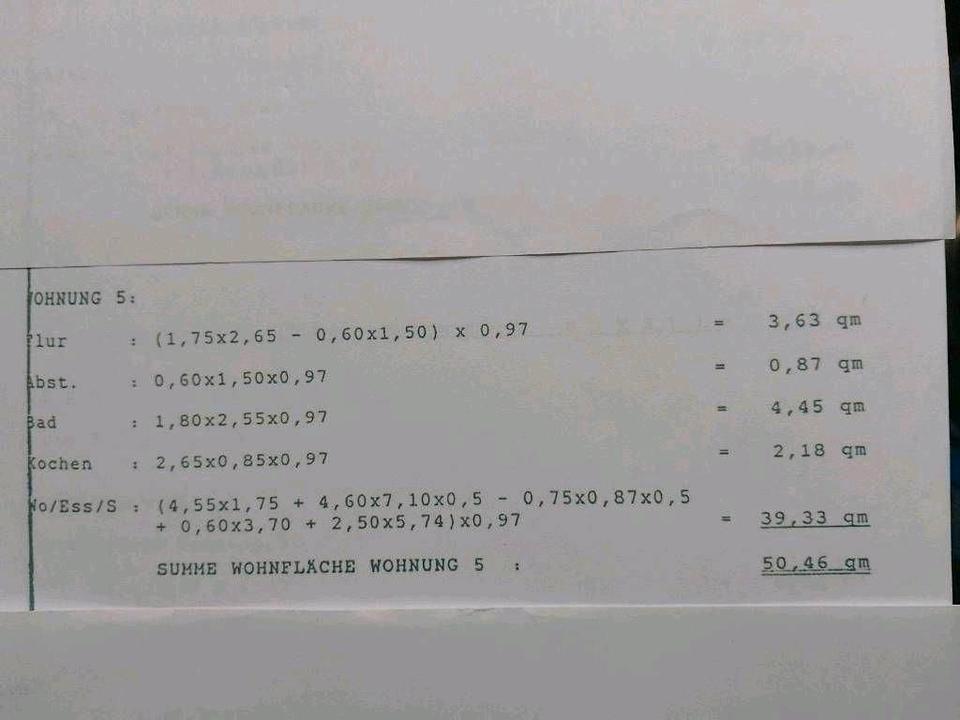 WOHNUNG 5:
Flur : (1,75x2,65 - 0,60x1,50) x 0,97 = 3,63 qm
Abst. : 0,60x1,50x0,97 = 0,87 qm
Bad : 1,80x2,55x0,97 = 4,45 qm
Kochen : 2,65x0,85x0,97 = 2,18 qm
Wo/Ess/S : (4,55x1,75 + 4,60x7,10x0,5 - 0,75x0,87x0,5
+ 0,60x3,70 + 2,50x5,74)x0,97 = 39,33 qm
SUMME WOHNFLÄCHE WOHNUNG 5 : 50,46 qm